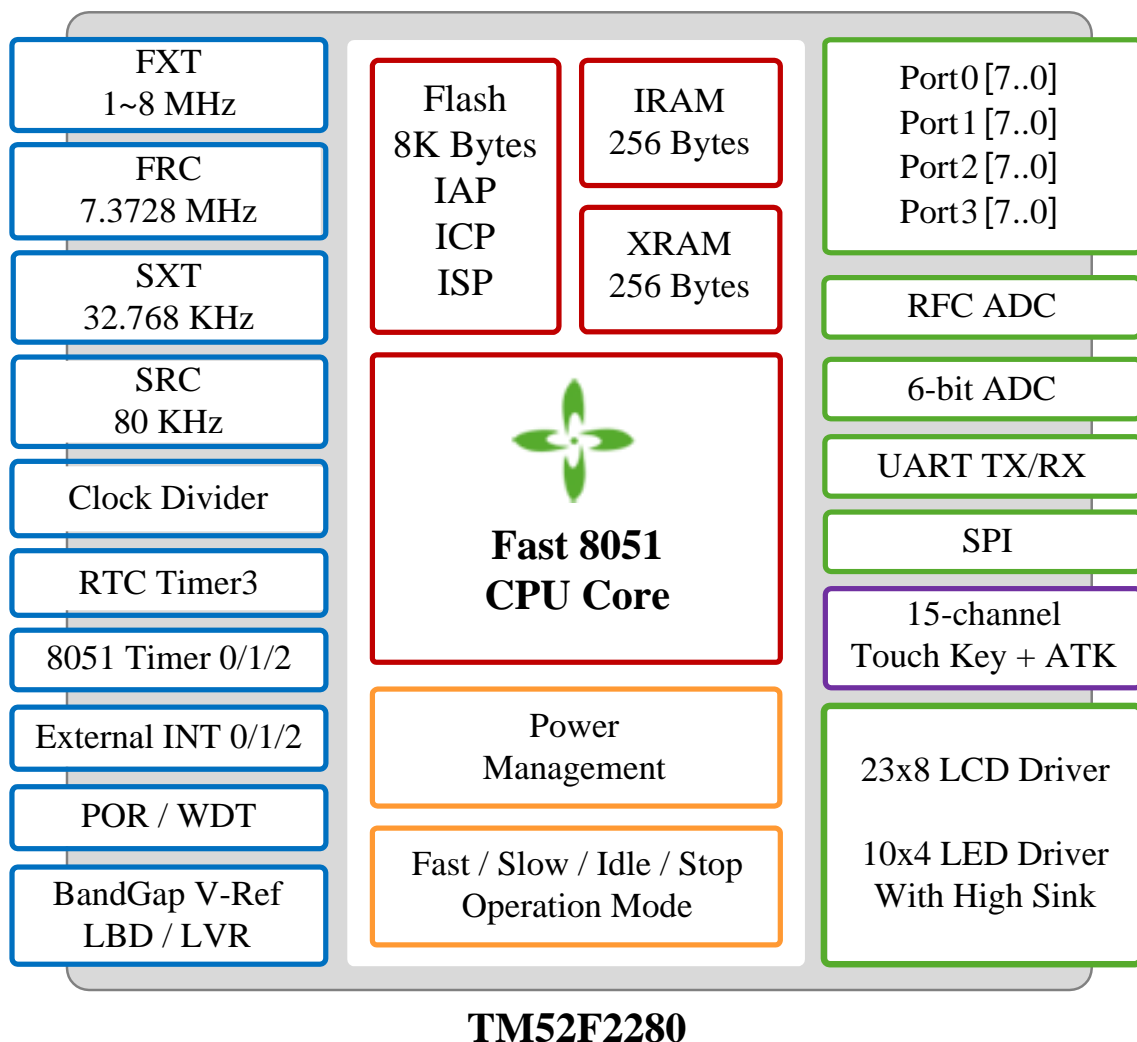 FXT
1~8 MHz
FRC
7.3728 MHz
SXT
32.768 KHz
SRC
80 KHz
Clock Divider
RTC Timer3
8051 Timer 0/1/2
External INT 0/1/2
POR / WDT
BandGap V-Ref
LBD / LVR
Flash
8K Bytes
IAP
ICP
ISP
IRAM
256 Bytes
XRAM
256 Bytes
Fast 8051
CPU Core
Power
Management
Fast / Slow / Idle / Stop
Operation Mode
Port0 [7..0]
Port1 [7..0]
Port2 [7..0]
Port3 [7..0]
RFC ADC
6-bit ADC
UART TX/RX
SPI
15-channel
Touch Key + ATK
23x8 LCD Driver
10x4 LED Driver
With High Sink
TM52F2280